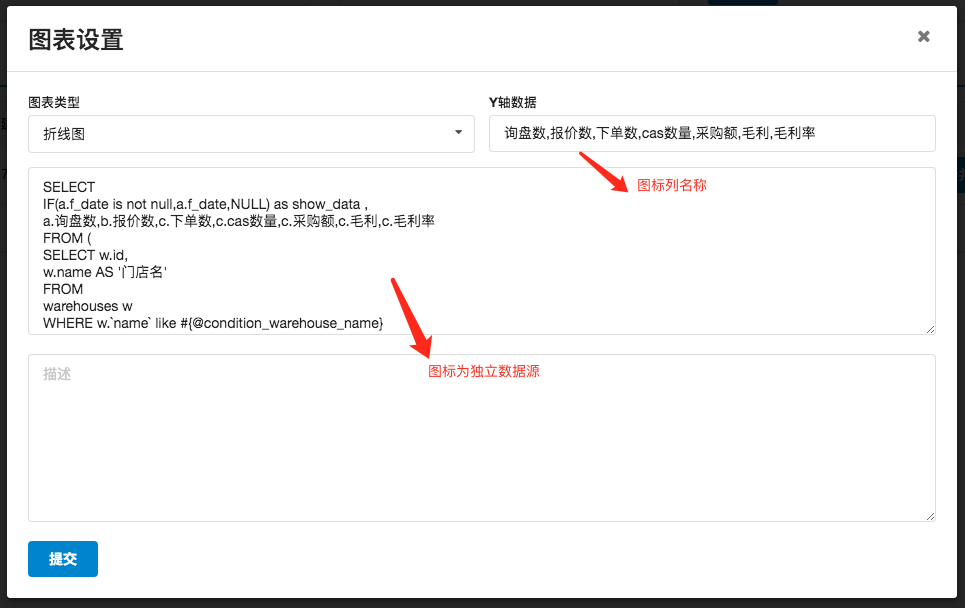 图表设置
图表类型
Y轴数据
折线图
询盘数,报价数,下单数,cas数量,采购额,毛利,毛利率
图标列名称
SELECT
IF(a.f_date is not null,a.f_date,NULL) as show_data ,
a.询盘数,b.报价数,c.下单数,c.cas数量,c.采购额,c.毛利,c.毛利率
FROM (
SELECT w.id,
w.name AS '门店名'
FROM
warehouses w
WHERE w.`name` like #{@condition_warehouse_name}
图标为独立数据源
描述
提交